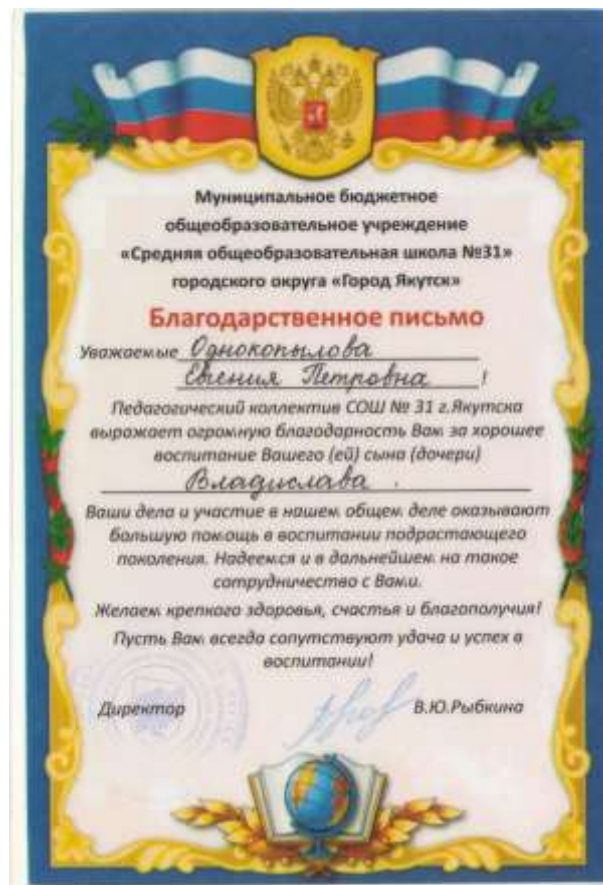 Муниципальное бюджетное
общеобразовательное учреждение
«Средняя общеобразовательная школа №31»
городского округа «Город Якутск»
Благодарственное письмо
Уважаемые Однокопылова
Евгения Петровна !
Педагогический коллектив СОШ № 31 г.Якутска
выражает огромную благодарность Вам за хорошее
воспитание Вашего (ей) сына (дочери)
Владислава .
Ваши дела и участие в нашем общем деле оказывают
большую помощь в воспитании подрастающего
поколения. Надеемся и в дальнейшем на такое
сотрудничество с Вами.
Желаем крепкого здоровья, счастья и благополучия!
Пусть Вам всегда сопутствуют удача и успех в
воспитании!
Директор В.Ю.Рыбкина